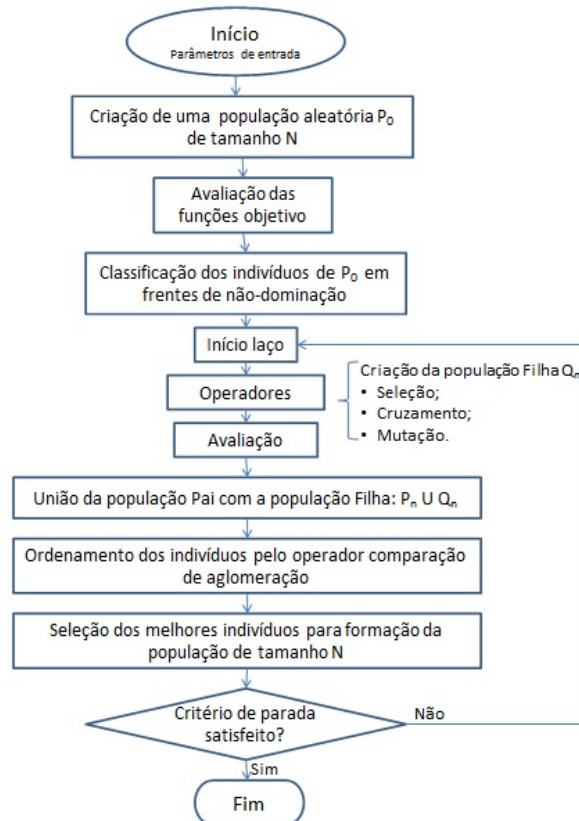 Início
Parâmetros de entrada
Criação de uma população aleatória P₀
de tamanho N
Avaliação das
funções objetivo
Classificação dos indivíduos de P₀ em
frentes de não-dominação
Início laço
Operadores
Criação da população Filha Qₙ
• Seleção;
• Cruzamento;
• Mutação.
Avaliação
União da população Pai com a população Filha: Pₙ U Qₙ
Ordenamento dos indivíduos pelo operador comparação
de aglomeração
Seleção dos melhores indivíduos para formação da
população de tamanho N
Critério de parada
satisfeito?
Não
Sim
Fim